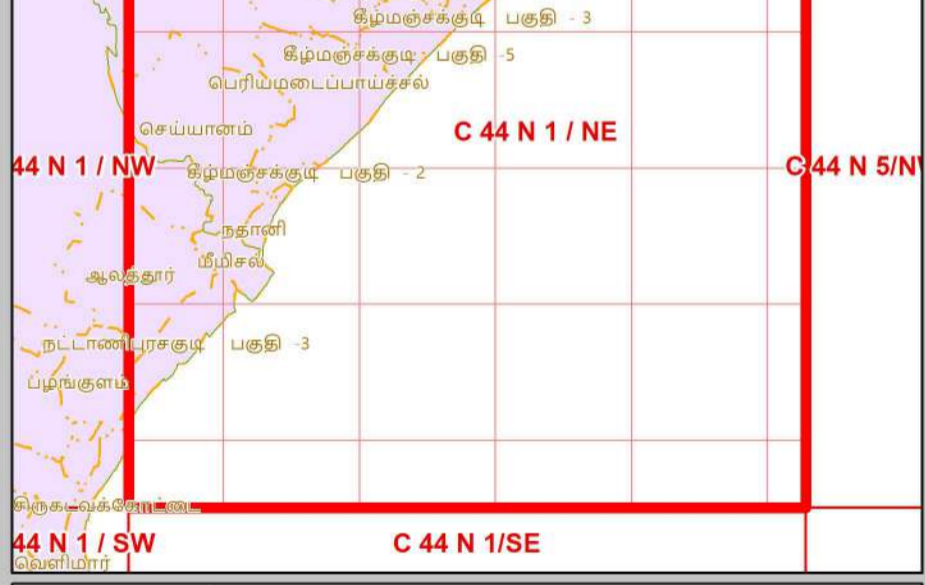 கீழ்மஞ்சக்குடி பகுதி - 3
கீழ்மஞ்சக்குடி பகுதி -5
பெரியமடைப்பாய்ச்சல்
செய்யானம்
C 44 N 1 / NE
44 N 1 / NW
கீழ்மஞ்சக்குடி பகுதி - 2
C 44 N 5/NW
நதானி
மீமிசல்
ஆலத்தூர்
நட்டாணிபுரசகுடி பகுதி -3
பழங்குளம்
44 N 1 / SW
C 44 N 1/SE
வெளிமார்